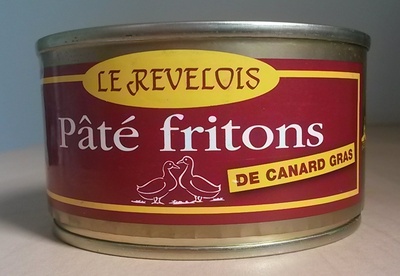 LE REVELOIS
Pâté fritons
DE CANARD GRAS